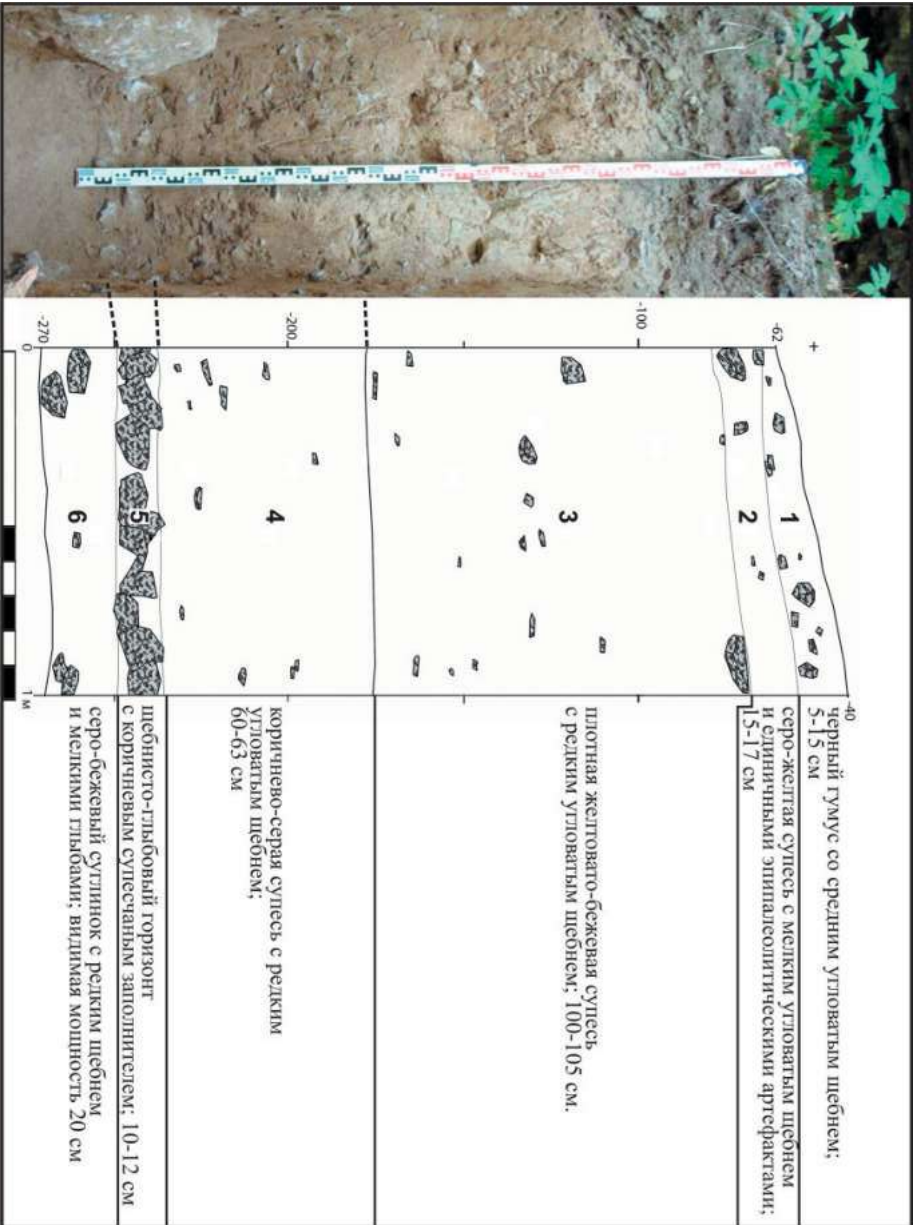 черный гумус со средним угловатым щебнем;
5-15 см
серо-желтая супесь с мелким угловатым щебнем
и единичными эпипалеолитическими артефактами;
15-17 см
плотная желтовато-бежевая супесь
с редким угловатым щебнем; 100-105 см.
коричнево-серая супесь с редким
угловатым щебнем;
60-63 см
щебнисто-глыбовый горизонт
с коричневым супесчаным заполнителем; 10-12 см
серо-бежевый суглинок с редким щебнем
и мелкими глыбами; видимая мощность 20 см
-40
+
-62
-100
-200
-270
1
2
3
4
5
6
0
1 м